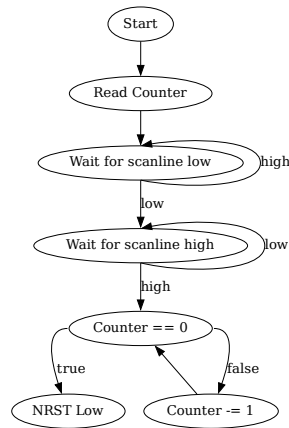 Start
Read Counter
Wait for scanline low
high
low
Wait for scanline high
low
high
Counter == 0
true
false
NRST Low
Counter -= 1